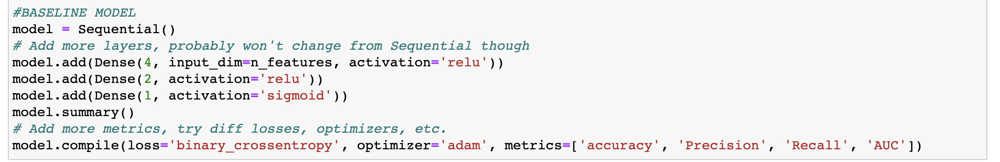 #BASELINE MODEL
model = Sequential()
# Add more layers, probably won't change from Sequential though
model.add(Dense(4, input_dim=n_features, activation='relu'))
model.add(Dense(2, activation='relu'))
model.add(Dense(1, activation='sigmoid'))
model.summary()
# Add more metrics, try diff losses, optimizers, etc.
model.compile(loss='binary_crossentropy', optimizer='adam', metrics=['accuracy', 'Precision', 'Recall', 'AUC'])